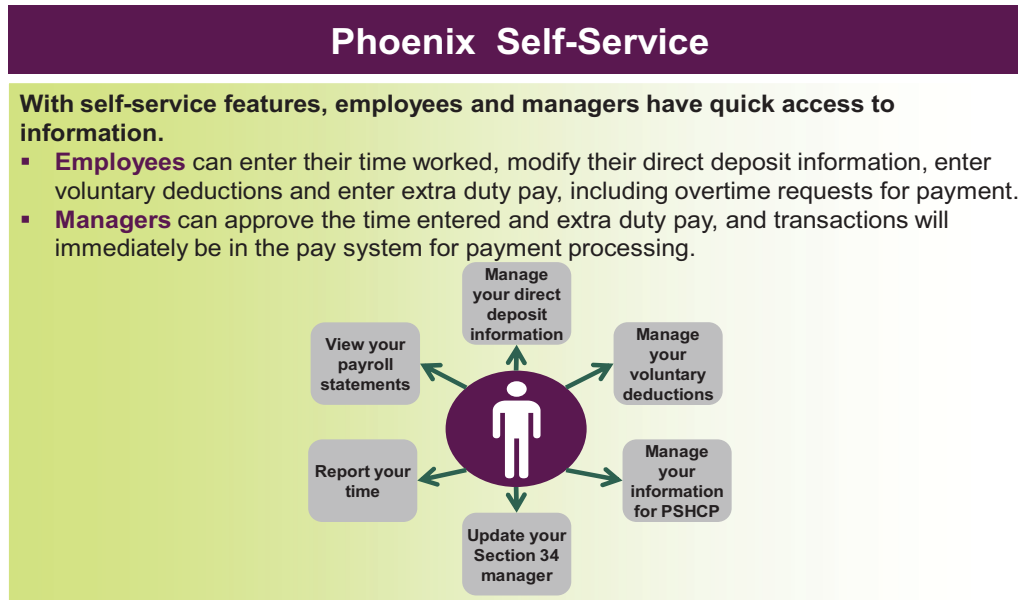 Phoenix  Self-Service
With self-service features, employees and managers have quick access to
information.
▪ Employees can enter their time worked, modify their direct deposit information, enter
voluntary deductions and enter extra duty pay, including overtime requests for payment.
▪ Managers can approve the time entered and extra duty pay, and transactions will
immediately be in the pay system for payment processing.
Manage
your direct
deposit
information
View your
payroll
statements
Manage
your
voluntary
deductions
Report your
time
Manage
your
information
for PSHCP
Update your
Section 34
manager